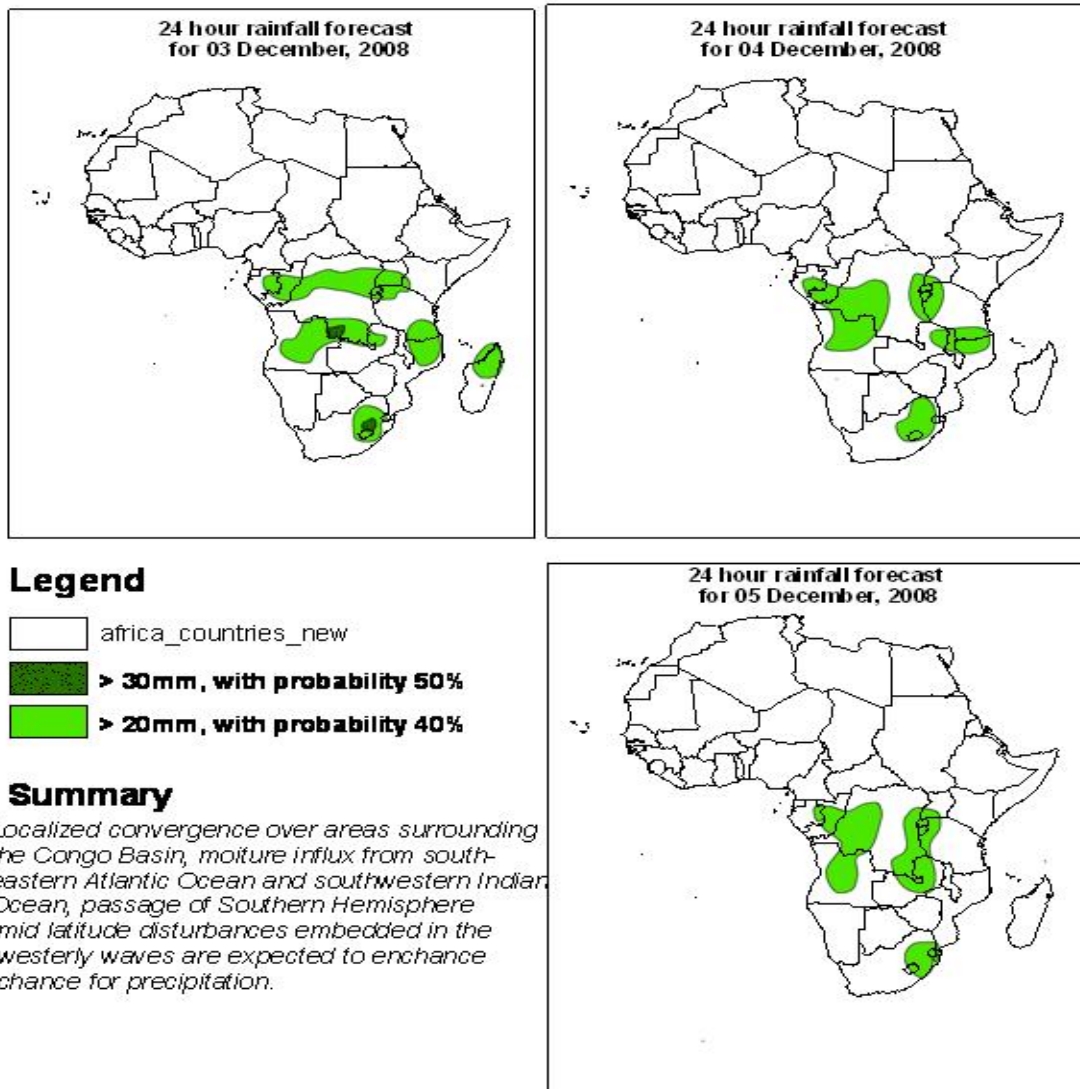 24 hour rainfall forecast
for 03 December, 2008
24 hour rainfall forecast
for 04 December, 2008
Legend
africa_countries_new
> 30mm, with probability 50%
> 20mm, with probability 40%
Summary
Localized convergence over areas surrounding
the Congo Basin, moiture influx from south-
eastern Atlantic Ocean and southwestern Indian
Ocean, passage of Southern Hemisphere
mid latitude disturbances embedded in the
westerly waves are expected to enchance
chance for precipitation.
24 hour rainfall forecast
for 05 December, 2008